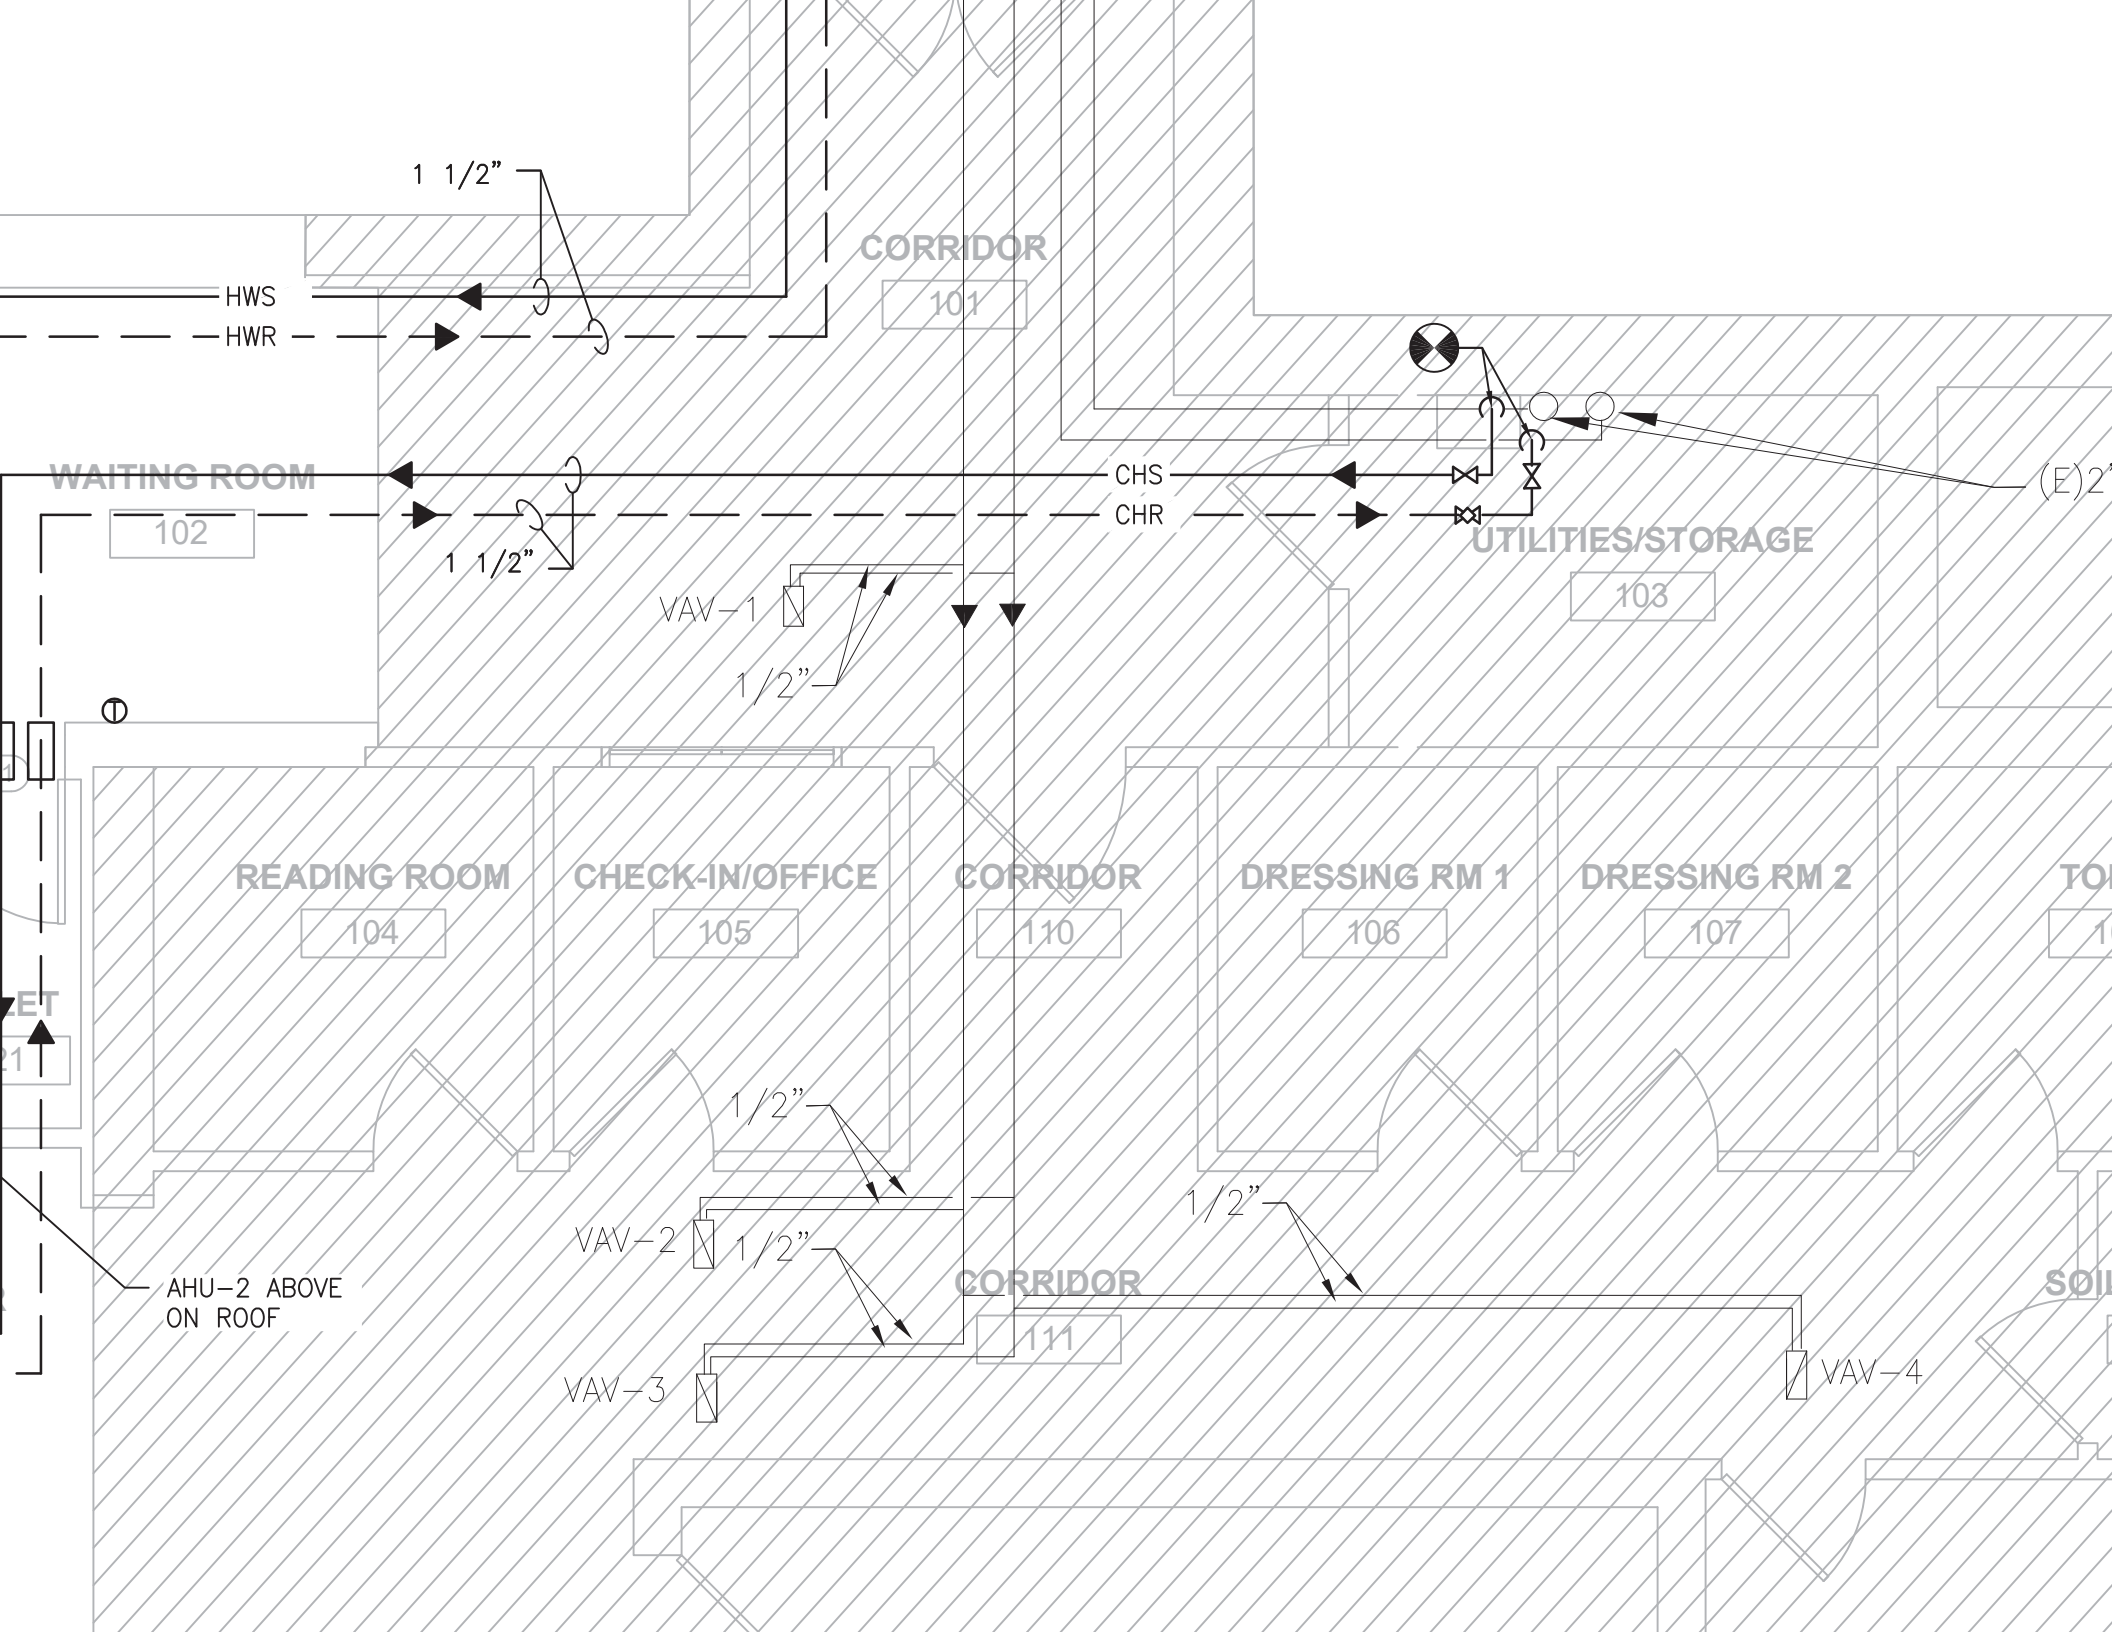 1 1/2"
CORRIDOR
101
HWS
HWR
WAITING ROOM
102
CHS
CHR
(E)2"
UTILITIES/STORAGE
103
1 1/2"
VAV-1
1/2"
READING ROOM
104
CHECK-IN/OFFICE
105
CORRIDOR
110
DRESSING RM 1
106
DRESSING RM 2
107
1/2"
VAV-2
1/2"
1/2"
CORRIDOR
111
AHU-2 ABOVE
ON ROOF
VAV-3
VAV-4